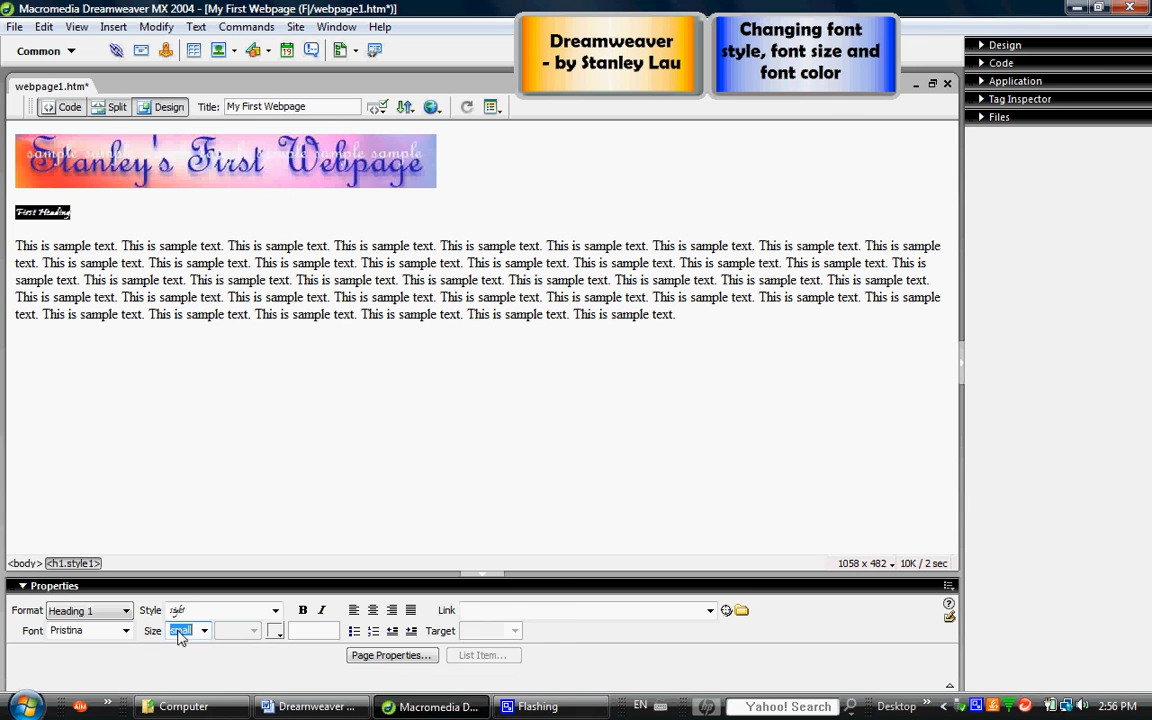 Macromedia Dreamweaver MX 2004 - [My First Webpage (F|/webpage1.htm*)]
File Edit View Insert Modify Text Commands Site Window Help
Common
Dreamweaver
- by Stanley Lau
Changing font
style, font size and
font color
Design
Code
Application
Tag Inspector
Files
webpage1.htm*
Code Split Design Title: My First Webpage
Stanley's First Webpage
sample sample sample sample sample
First Heading
This is sample text. This is sample text. This is sample text. This is sample text. This is sample text. This is sample text. This is sample text. This is sample text. This is sample
text. This is sample text. This is sample text. This is sample text. This is sample text. This is sample text. This is sample text. This is sample text. This is sample text. This is
sample text. This is sample text. This is sample text. This is sample text. This is sample text. This is sample text. This is sample text. This is sample text. This is sample text.
This is sample text. This is sample text. This is sample text. This is sample text. This is sample text. This is sample text. This is sample text. This is sample text. This is sample
text. This is sample text. This is sample text. This is sample text. This is sample text. This is sample text. This is sample text.
<body> <h1.style1> 1058 x 482 10K / 2 sec
Properties
Format Heading 1 Style style1 B I Link
Font Pristina Size small Target
Page Properties... List Item...
AIM Computer Dreamweaver ... Macromedia D... Flashing EN hp Yahoo! Search Desktop 2:56 PM